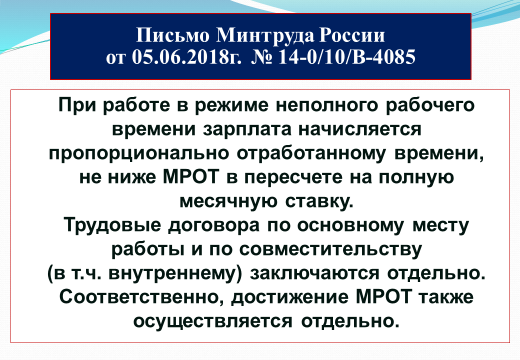 Письмо Минтруда России
от 05.06.2018г.  № 14-0/10/В-4085
При работе в режиме неполного рабочего
времени зарплата начисляется
пропорционально отработанному времени,
не ниже МРОТ в пересчете на полную
месячную ставку.
Трудовые договора по основному месту
работы и по совместительству
(в т.ч. внутреннему) заключаются отдельно.
Соответственно, достижение МРОТ также
осуществляется отдельно.